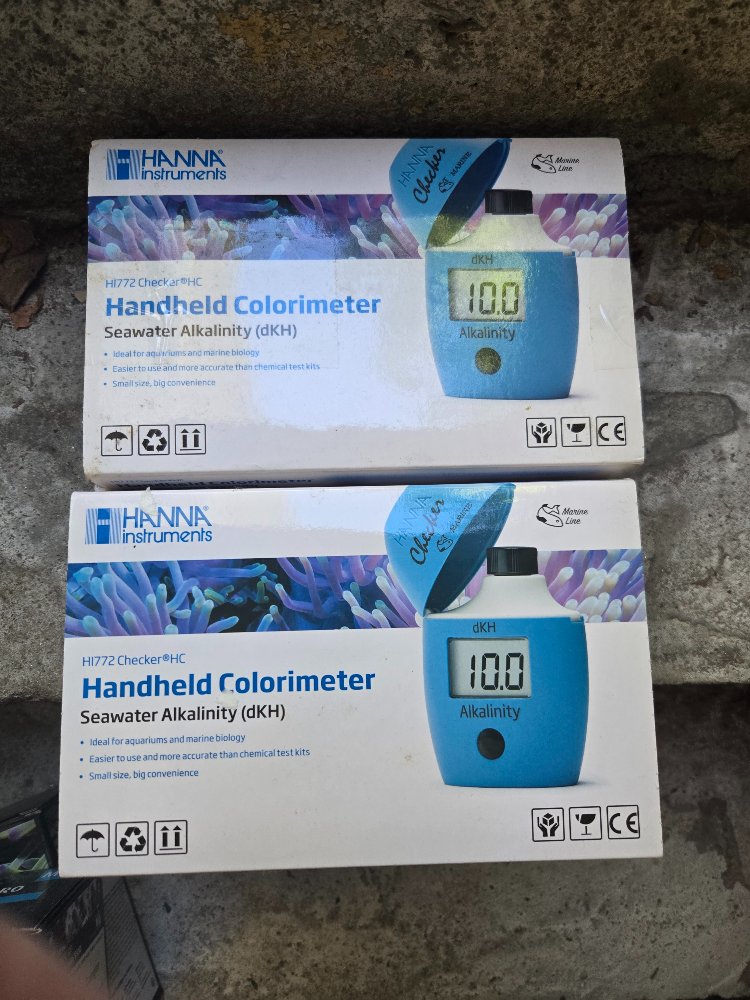 HANNA®
instruments
HANNA
Checker
MARINE
Marine
Line
HI772 Checker®HC
Handheld Colorimeter
Seawater Alkalinity (dKH)
• Ideal for aquariums and marine biology
• Easier to use and more accurate than chemical test kits
• Small size, big convenience
dKH
10.0
Alkalinity
CE
Handheld Colorimeter
HANNA®
instruments
HANNA
Checker
MARINE
Marine
Line
HI772 Checker®HC
Handheld Colorimeter
Seawater Alkalinity (dKH)
• Ideal for aquariums and marine biology
• Easier to use and more accurate than chemical test kits
• Small size, big convenience
dKH
10.0
Alkalinity
CE